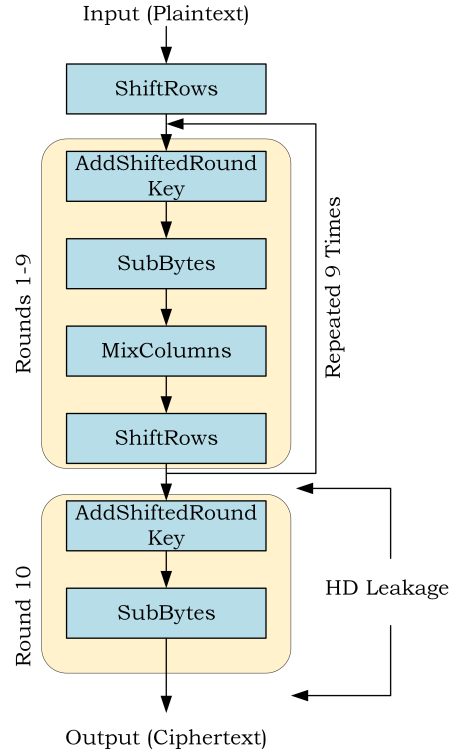 Input (Plaintext)
ShiftRows
AddShiftedRound
Key
SubBytes
MixColumns
ShiftRows
Rounds 1-9
Repeated 9 Times
AddShiftedRound
Key
SubBytes
Round 10
HD Leakage
Output (Ciphertext)